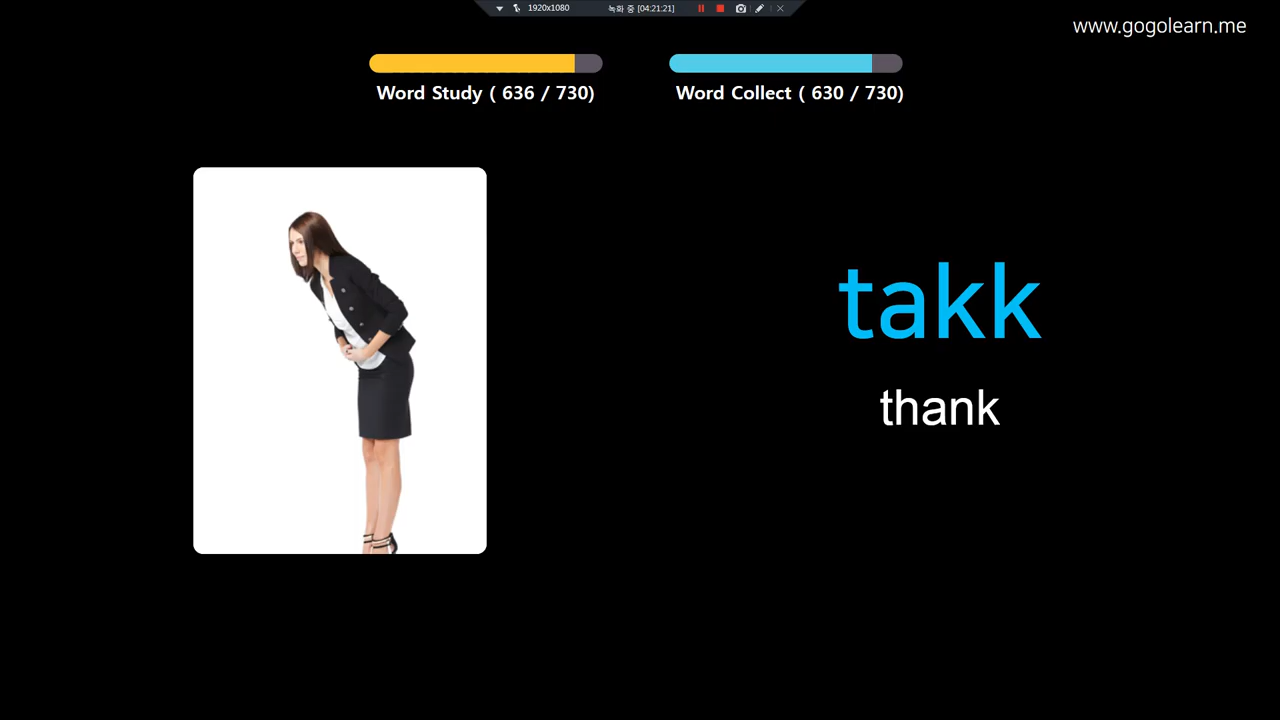 1920x1080 녹화 중 [04:21:21]
www.gogolearn.me
Word Study ( 636 / 730)
Word Collect ( 630 / 730)
takk
thank